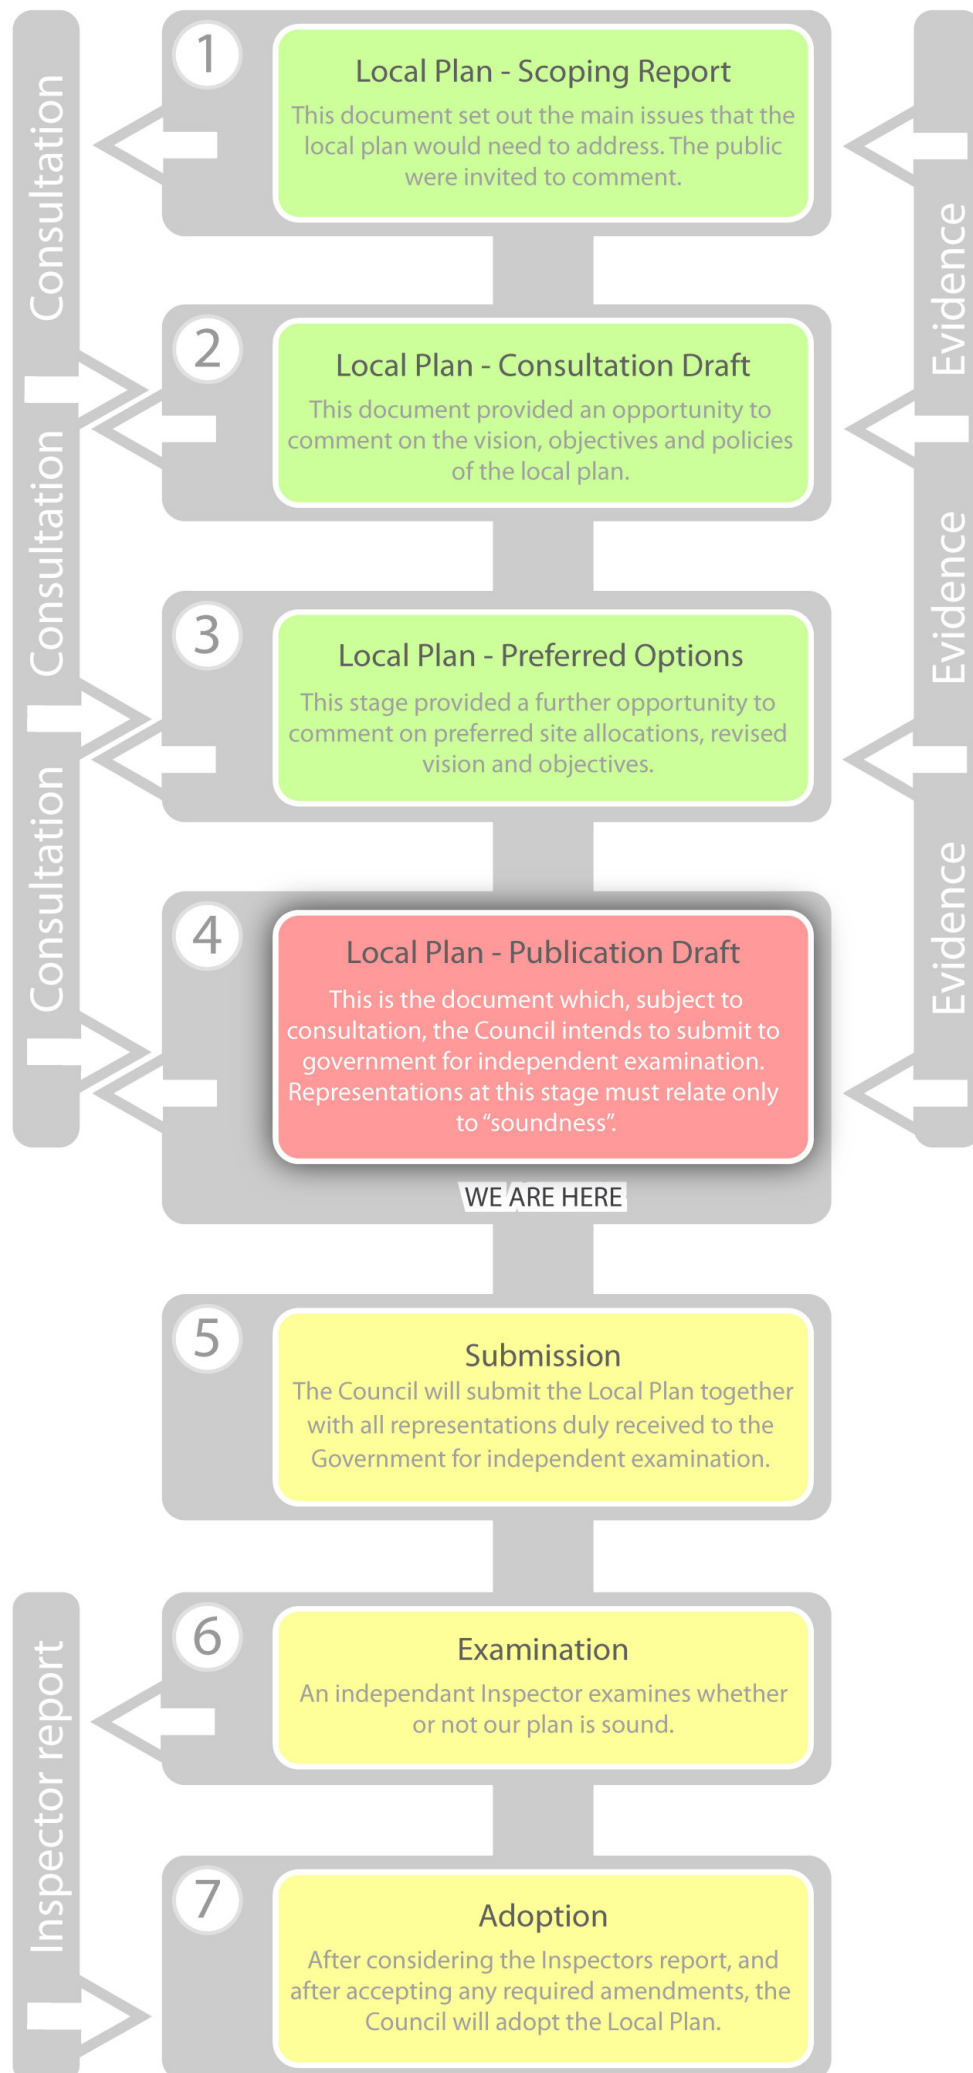 1
Local Plan - Scoping Report
This document set out the main issues that the
local plan would need to address. The public
were invited to comment.
Consultation
Evidence
2
Local Plan - Consultation Draft
This document provided an opportunity to
comment on the vision, objectives and policies
of the local plan.
Consultation
Evidence
3
Local Plan - Preferred Options
This stage provided a further opportunity to
comment on preferred site allocations, revised
vision and objectives.
Consultation
Evidence
4
Local Plan - Publication Draft
This is the document which, subject to
consultation, the Council intends to submit to
government for independent examination.
Representations at this stage must relate only
to “soundness”.
WE ARE HERE
5
Submission
The Council will submit the Local Plan together
with all representations duly received to the
Government for independent examination.
6
Examination
An independant Inspector examines whether
or not our plan is sound.
Inspector report
7
Adoption
After considering the Inspectors report, and
after accepting any required amendments, the
Council will adopt the Local Plan.